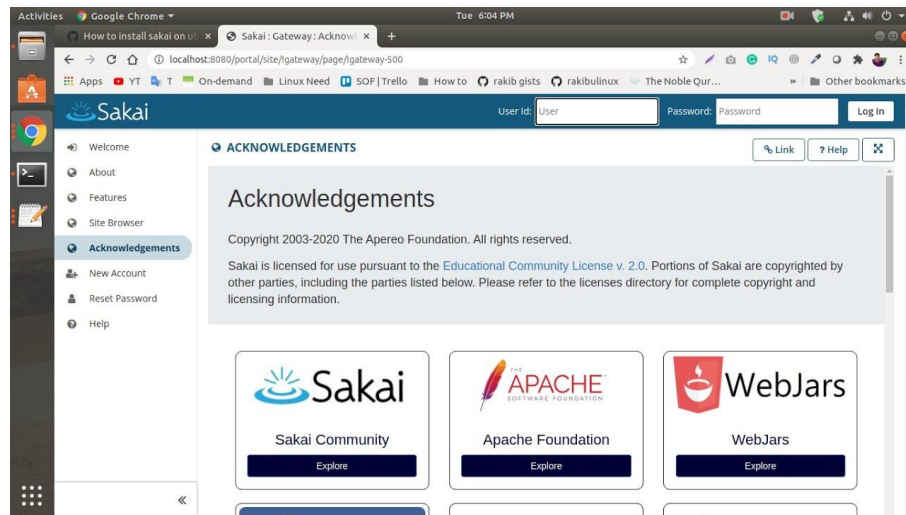 Activities Google Chrome Tue 6:04 PM
How to install sakai on ub Sakai : Gateway : Acknowl
localhost:8080/portal/site/!gateway/page/!gateway-500
Apps YT T On-demand Linux Need SOF | Trello How to rakib gists rakibulinux The Noble Qur... » Other bookmarks
Sakai User Id: User Password: Password Log In
Welcome
About
Features
Site Browser
Acknowledgements
New Account
Reset Password
Help
ACKNOWLEDGEMENTS Link ? Help
Acknowledgements
Copyright 2003-2020 The Apereo Foundation. All rights reserved.
Sakai is licensed for use pursuant to the Educational Community License v. 2.0. Portions of Sakai are copyrighted by
other parties, including the parties listed below. Please refer to the licenses directory for complete copyright and
licensing information.
Sakai THE APACHE SOFTWARE FOUNDATION WebJars
Sakai Community Apache Foundation WebJars
Explore Explore Explore